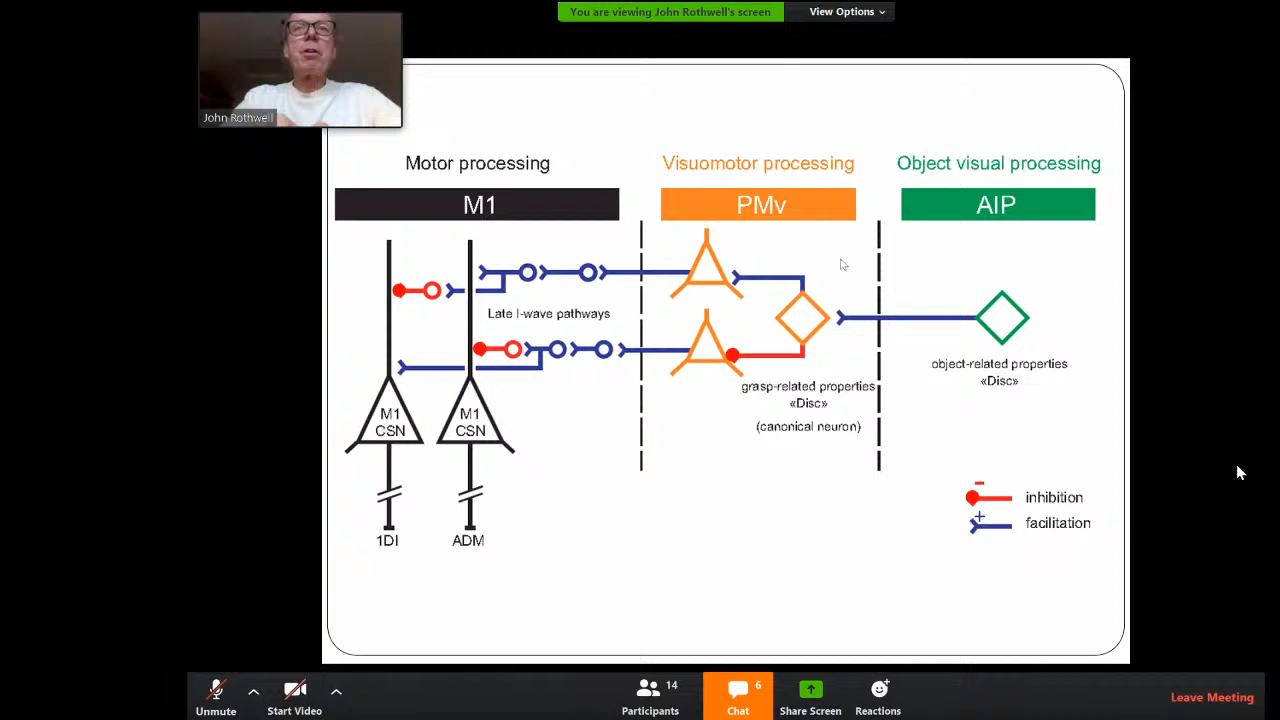 You are viewing John Rothwell's screen
View Options
John Rothwell
Motor processing
Visuomotor processing
Object visual processing
M1
PMv
AIP
Late I-wave pathways
object-related properties
«Disc»
grasp-related properties
«Disc»
(canonical neuron)
M1
CSN
M1
CSN
inhibition
facilitation
1DI
ADM
Unmute
Start Video
Participants
14
Chat
6
Share Screen
Reactions
Leave Meeting